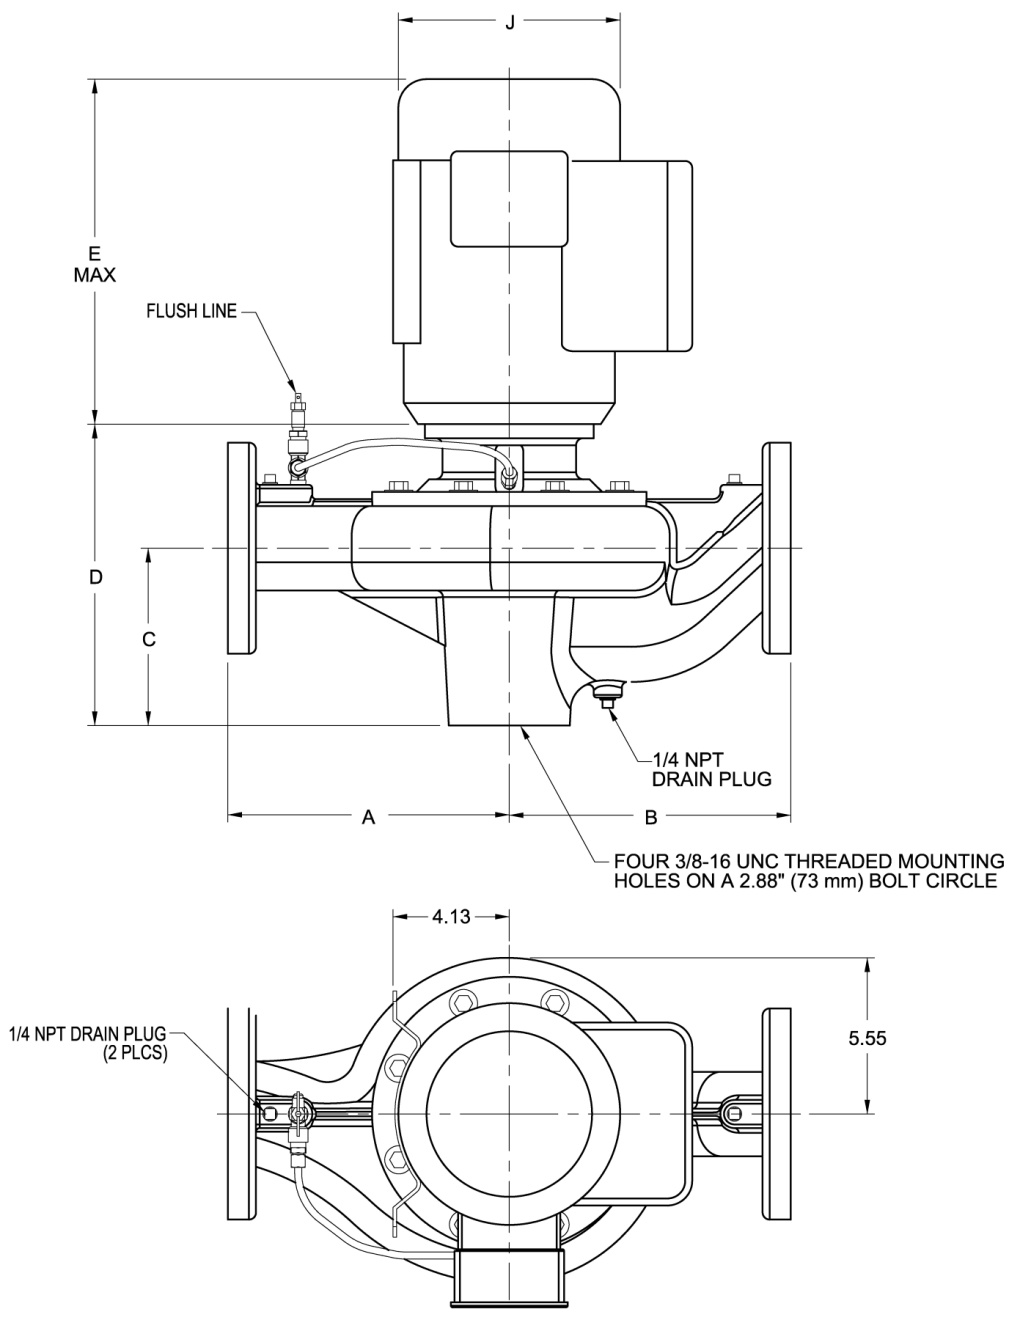 J
E
MAX
FLUSH LINE
D
C
1/4 NPT
DRAIN PLUG
A
B
FOUR 3/8-16 UNC THREADED MOUNTING
HOLES ON A 2.88" (73 mm) BOLT CIRCLE
4.13
1/4 NPT DRAIN PLUG
(2 PLCS)
5.55